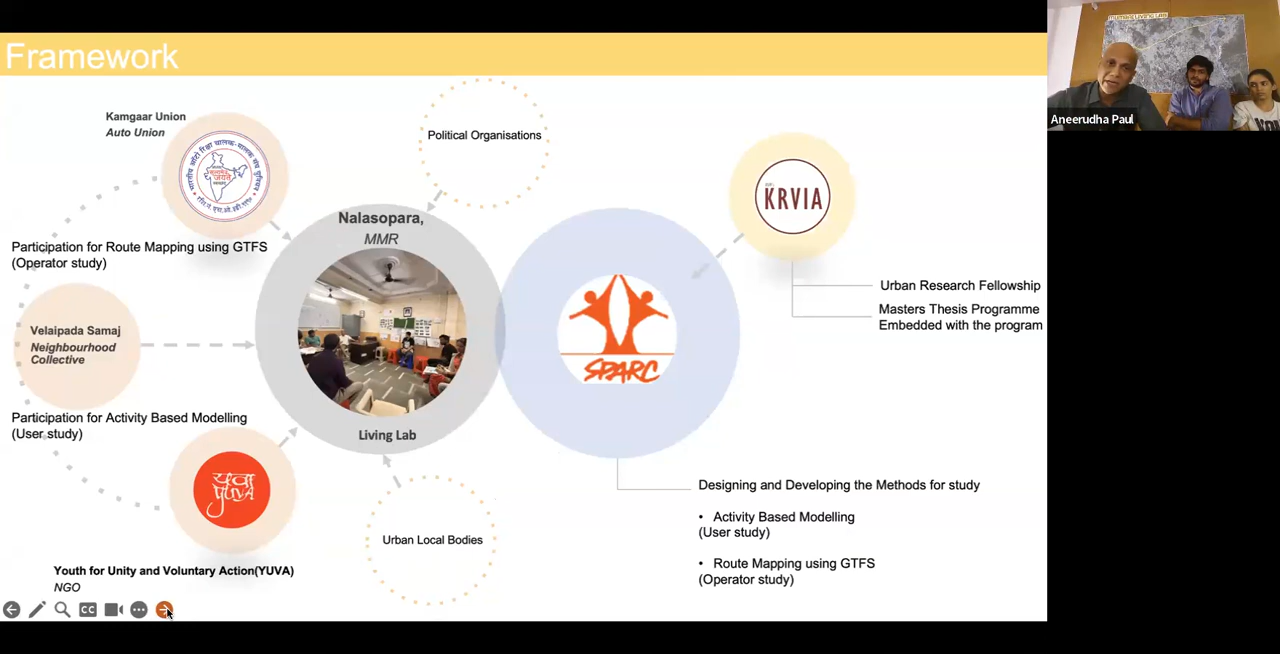 Framework
Kamgaar Union
Auto Union
Political Organisations
KRVIA
Nalasopara,
MMR
Participation for Route Mapping using GTFS
(Operator study)
Urban Research Fellowship
Masters Thesis Programme
Embedded with the program
Velaipada Samaj
Neighbourhood
Collective
SPARC
Participation for Activity Based Modelling
(User study)
Living Lab
युवा
YUVA
Designing and Developing the Methods for study
• Activity Based Modelling
(User study)
Urban Local Bodies
• Route Mapping using GTFS
(Operator study)
Youth for Unity and Voluntary Action(YUVA)
NGO
CC
Aneerudha Paul